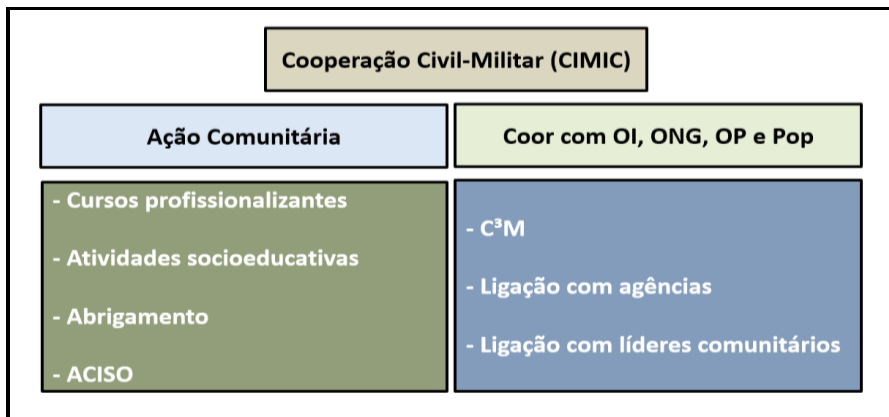 Cooperação Civil-Militar (CIMIC)
Ação Comunitária
- Cursos profissionalizantes
- Atividades socioeducativas
- Abrigamento
- ACISO
Coor com OI, ONG, OP e Pop
- C³M
- Ligação com agências
- Ligação com líderes comunitários